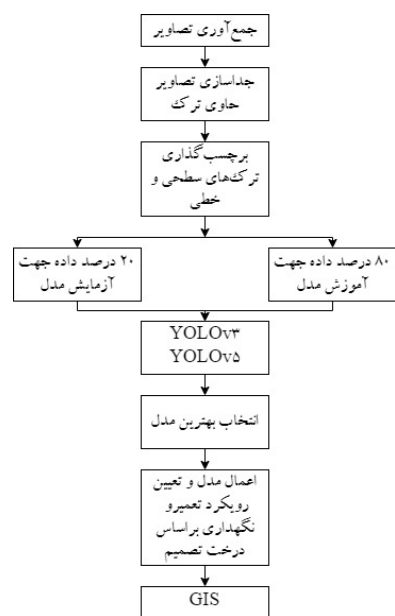 جمع‌آوری تصاویر
جداسازی تصاویر
حاوی ترک
برچسب‌گذاری
ترک‌های سطحی و
خطی
۸۰ درصد داده جهت
آموزش مدل
۲۰ درصد داده جهت
آزمایش مدل
YOLOv۳
YOLOv۵
انتخاب بهترین مدل
اعمال مدل و تعیین
رویکرد تعمیرو
نگهداری براساس
درخت تصمیم
GIS